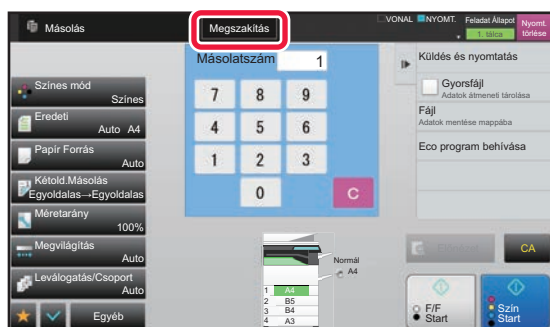 Másolás
Megszakítás
VONAL
NYOMT.
Feladat Állapot
1. tálca
Nyomt. törlése
Másolatszám
1
7 8 9
4 5 6
1 2 3
0 C
Színes mód
Színes
Eredeti
Auto A4
Papír Forrás
Auto
Kétold.Másolás
Egyoldalas→Egyoldalas
Méretarány
100%
Megvilágítás
Auto
Leválogatás/Csoport
Auto
Egyéb
Normál
A4
1 A4
2 B5
3 B4
4 A3
Küldés és nyomtatás
Gyorsfájl
Adatok átmeneti tárolása
Fájl
Adatok mentése mappába
Eco program behívása
CA
F/F
Start
Szín
Start